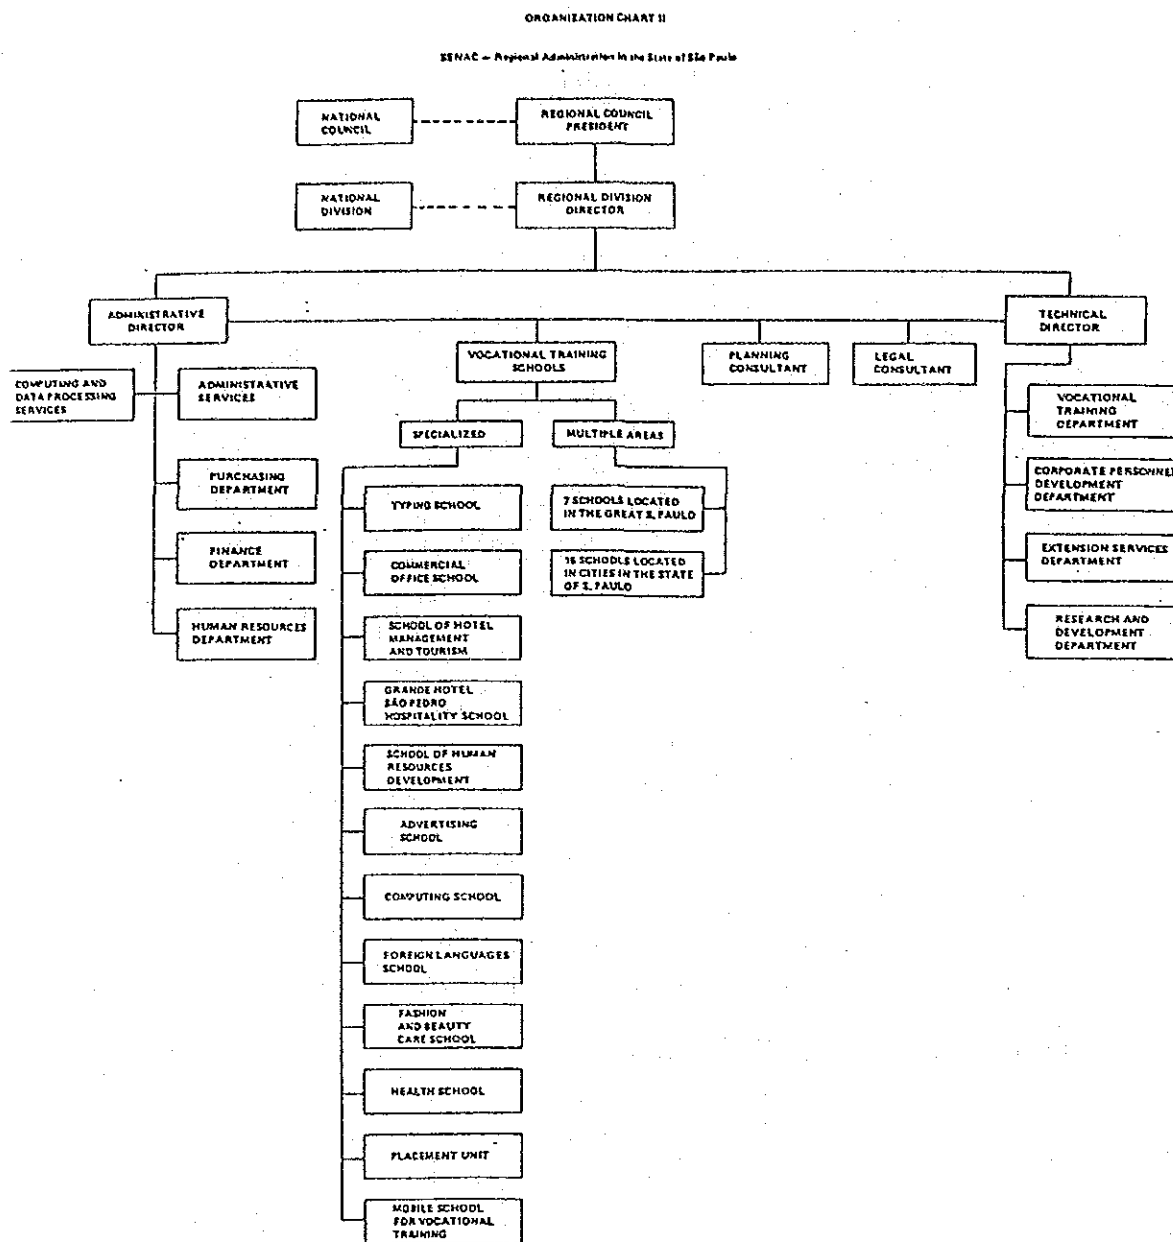 ORGANIZATION CHART II
SENAC — Regional Administration in the State of São Paulo
NATIONAL
COUNCIL
REGIONAL COUNCIL
PRESIDENT
NATIONAL
DIVISION
REGIONAL DIVISION
DIRECTOR
ADMINISTRATIVE
DIRECTOR
TECHNICAL
DIRECTOR
VOCATIONAL TRAINING
SCHOOLS
PLANNING
CONSULTANT
LEGAL
CONSULTANT
COMPUTING AND
DATA PROCESSING
SERVICES
ADMINISTRATIVE
SERVICES
PURCHASING
DEPARTMENT
FINANCE
DEPARTMENT
HUMAN RESOURCES
DEPARTMENT
SPECIALIZED
MULTIPLE AREAS
TYPING SCHOOL
COMMERCIAL
OFFICE SCHOOL
SCHOOL OF HOTEL
MANAGEMENT
AND TOURISM
GRANDE HOTEL
SÃO PEDRO
HOSPITALITY SCHOOL
SCHOOL OF HUMAN
RESOURCES
DEVELOPMENT
ADVERTISING
SCHOOL
COMPUTING SCHOOL
FOREIGN LANGUAGES
SCHOOL
FASHION
AND BEAUTY
CARE SCHOOL
HEALTH SCHOOL
PLACEMENT UNIT
MOBILE SCHOOL
FOR VOCATIONAL
TRAINING
7 SCHOOLS LOCATED
IN THE GREAT S. PAULO
SCHOOLS LOCATED
IN CITIES IN THE STATE
OF S. PAULO
VOCATIONAL
TRAINING
DEPARTMENT
CORPORATE PERSONNEL
DEVELOPMENT
DEPARTMENT
EXTENSION SERVICES
DEPARTMENT
RESEARCH AND
DEVELOPMENT
DEPARTMENT